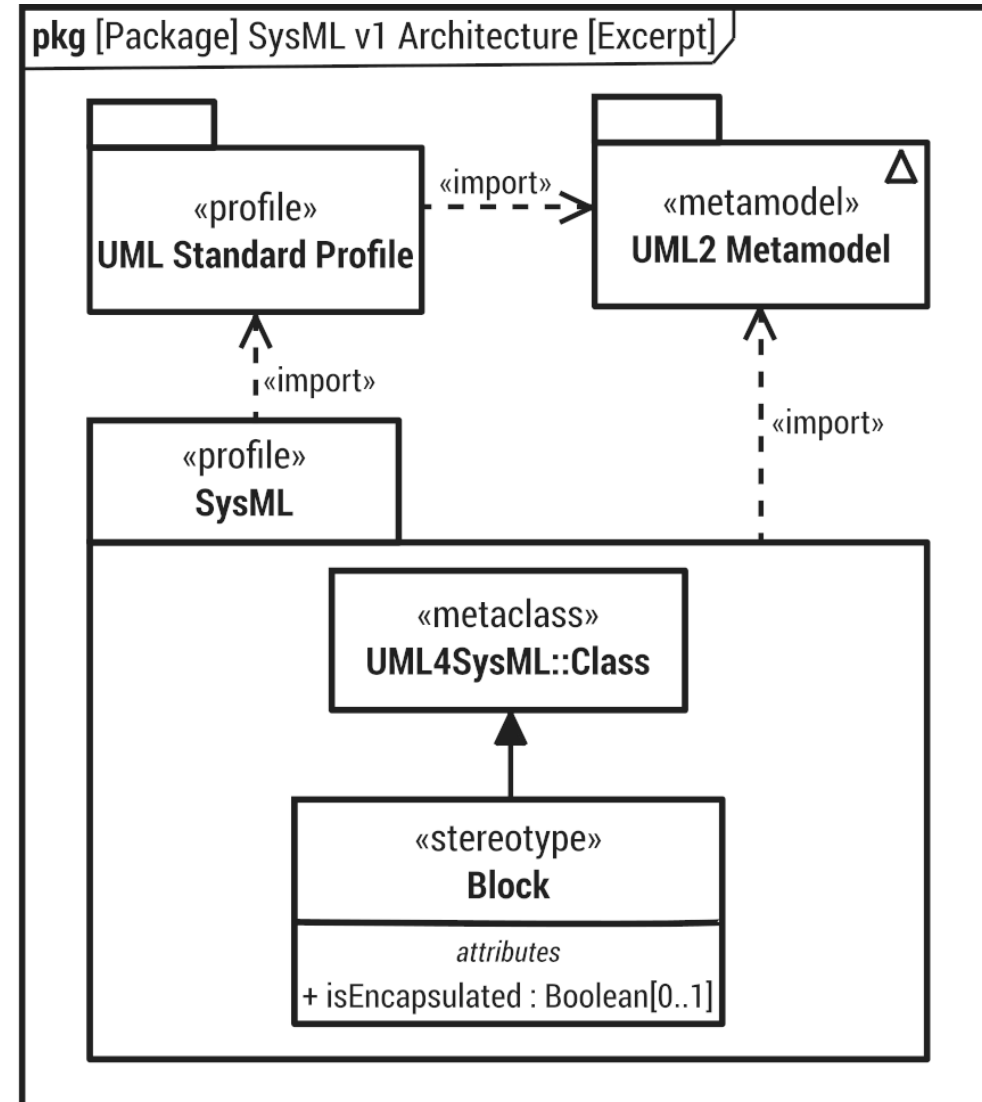 pkg [Package] SysML v1 Architecture [Excerpt]
«profile»
UML Standard Profile
«import»
«metamodel»
UML2 Metamodel
«import»
«import»
«profile»
SysML
«metaclass»
UML4SysML::Class
«stereotype»
Block
attributes
+ isEncapsulated : Boolean[0..1]